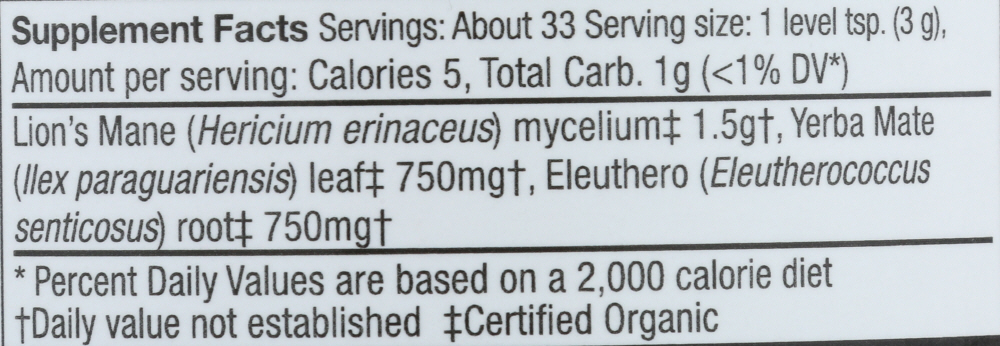 Supplement Facts Servings: About 33 Serving size: 1 level tsp. (3 g),
Amount per serving: Calories 5, Total Carb. 1g (<1% DV*)
Lion's Mane (Hericium erinaceus) mycelium‡ 1.5g†, Yerba Mate
(Ilex paraguariensis) leaf‡ 750mg†, Eleuthero (Eleutherococcus
senticosus) root‡ 750mg†
* Percent Daily Values are based on a 2,000 calorie diet
†Daily value not established ‡Certified Organic